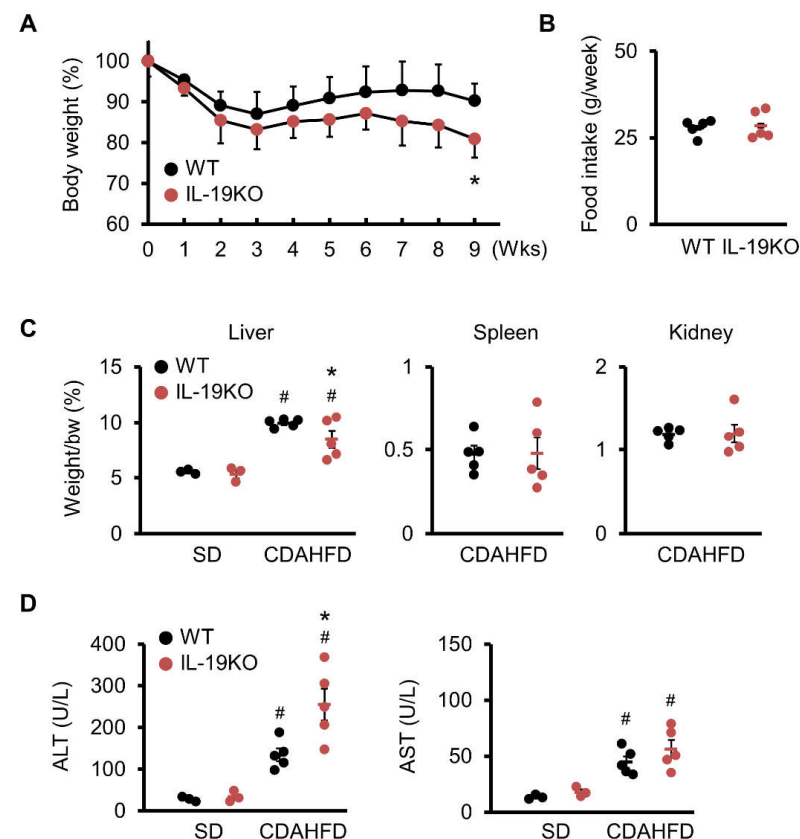 A
Body weight (%)
100
90
80
70
60
WT
IL-19KO
*
0 1 2 3 4 5 6 7 8 9 (Wks)
B
Food intake (g/week)
50
25
0
WT IL-19KO
C
Liver
Spleen
Kidney
Weight/bw (%)
15
10
5
0
WT
IL-19KO
#
*
#
SD CDAHFD
1
0.5
0
CDAHFD
2
1
0
CDAHFD
D
ALT (U/L)
400
300
200
100
0
WT
IL-19KO
#
*
#
SD CDAHFD
AST (U/L)
150
100
50
0
#
#
SD CDAHFD